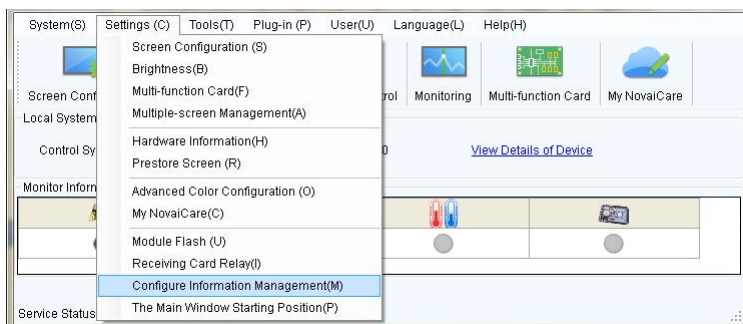 System(S) Settings (C) Tools(T) Plug-in (P) User(U) Language(L) Help(H)
Screen Configuration (S)
Brightness(B)
Multi-function Card(F)
Multiple-screen Management(A)
Hardware Information(H)
Prestore Screen (R)
Advanced Color Configuration (O)
My NovaiCare(C)
Module Flash (U)
Receiving Card Relay(I)
Configure Information Management(M)
The Main Window Starting Position(P)
Screen Conf rol Monitoring Multi-function Card My NovaiCare
Local System
Control Sy 0 View Details of Device
Monitor Inform
Service Status